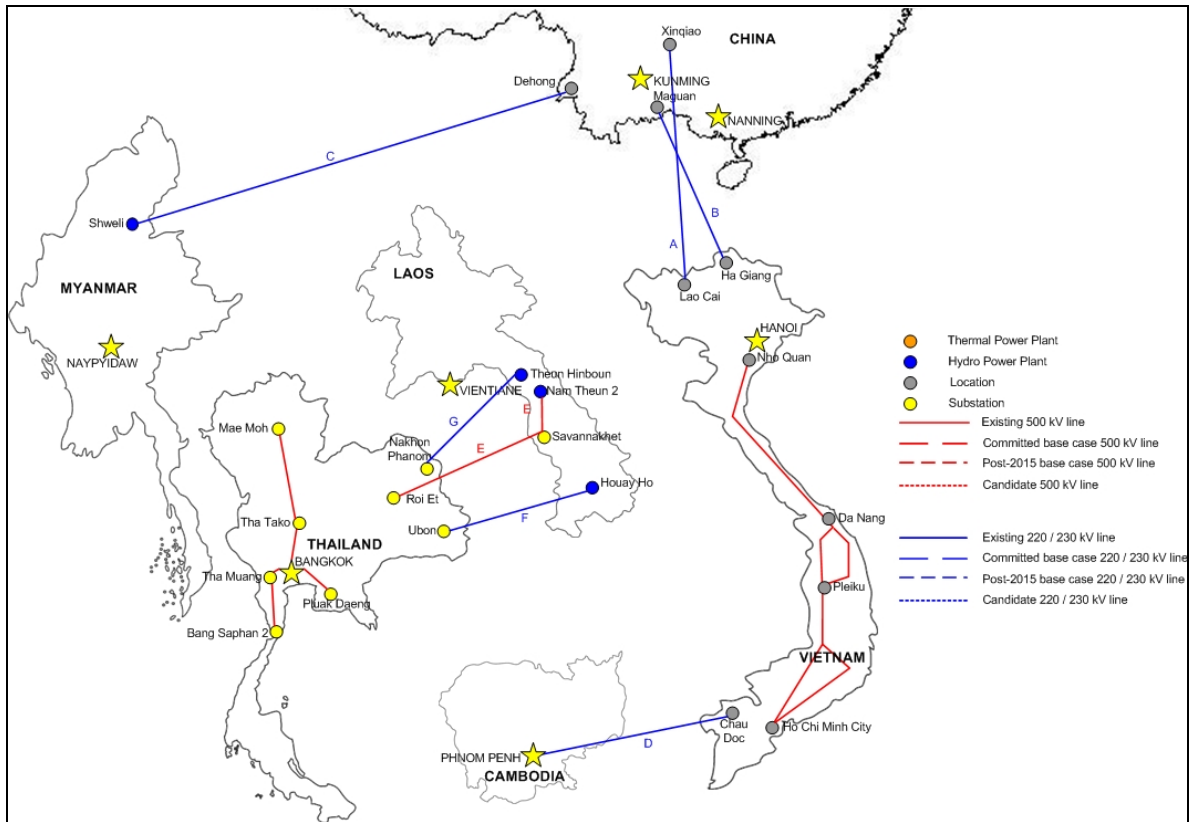 Xinqiao
CHINA
Dehong
KUNMING
Maguan
NANNING
C
B
A
Shweli
Ha Giang
LAOS
Lao Cai
MYANMAR
HANOI
Nho Quan
NAYPYIDAW
Theun Hinboun
VIENTIANE
Nam Theun 2
E
G
Mae Moh
Nakhon
Phanom
E
Savannakhet
Roi Et
Houay Ho
F
Ubon
Tha Tako
THAILAND
BANGKOK
Tha Muang
Pluak Daeng
Bang Saphan 2
Da Nang
Pleiku
VIETNAM
Chau
Doc
Ho Chi Minh City
D
PHNOM PENH
CAMBODIA
Thermal Power Plant
Hydro Power Plant
Location
Substation
Existing 500 kV line
Committed base case 500 kV line
Post-2015 base case 500 kV line
Candidate 500 kV line
Existing 220 / 230 kV line
Committed base case 220 / 230 kV line
Post-2015 base case 220 / 230 kV line
Candidate 220 / 230 kV line